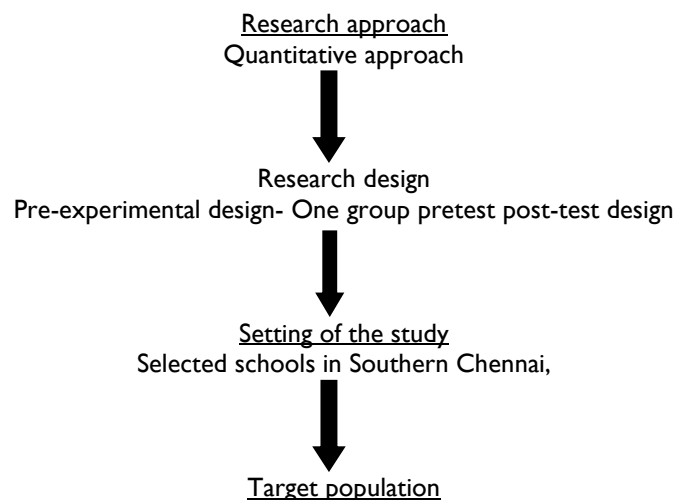 Research approach
Quantitative approach
Research design
Pre-experimental design- One group pretest post-test design
Setting of the study
Selected schools in Southern Chennai,
Target population